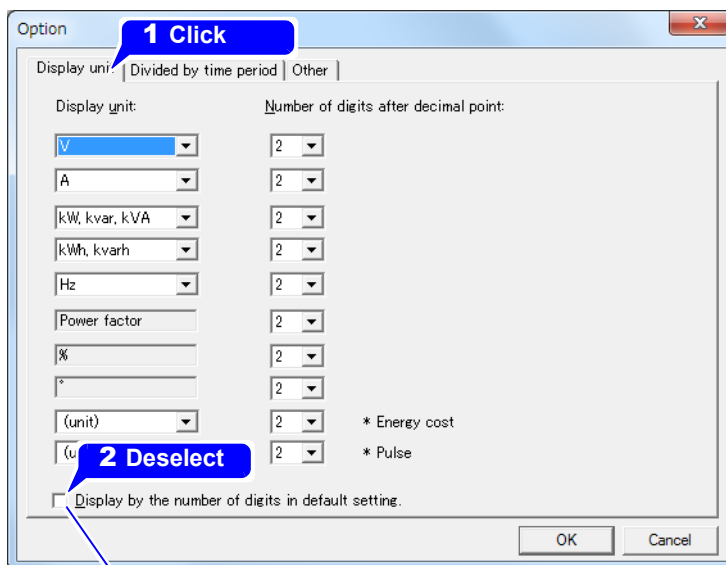 Option
1 Click
Display uni
Divided by time period
Other
Display unit:
Number of digits after decimal point:
V
2
A
2
kW, kvar, kVA
2
kWh, kvarh
2
Hz
2
Power factor
2
%
2
°
2
(unit)
2
* Energy cost
(u
2
* Pulse
2 Deselect
Display by the number of digits in default setting.
OK
Cancel